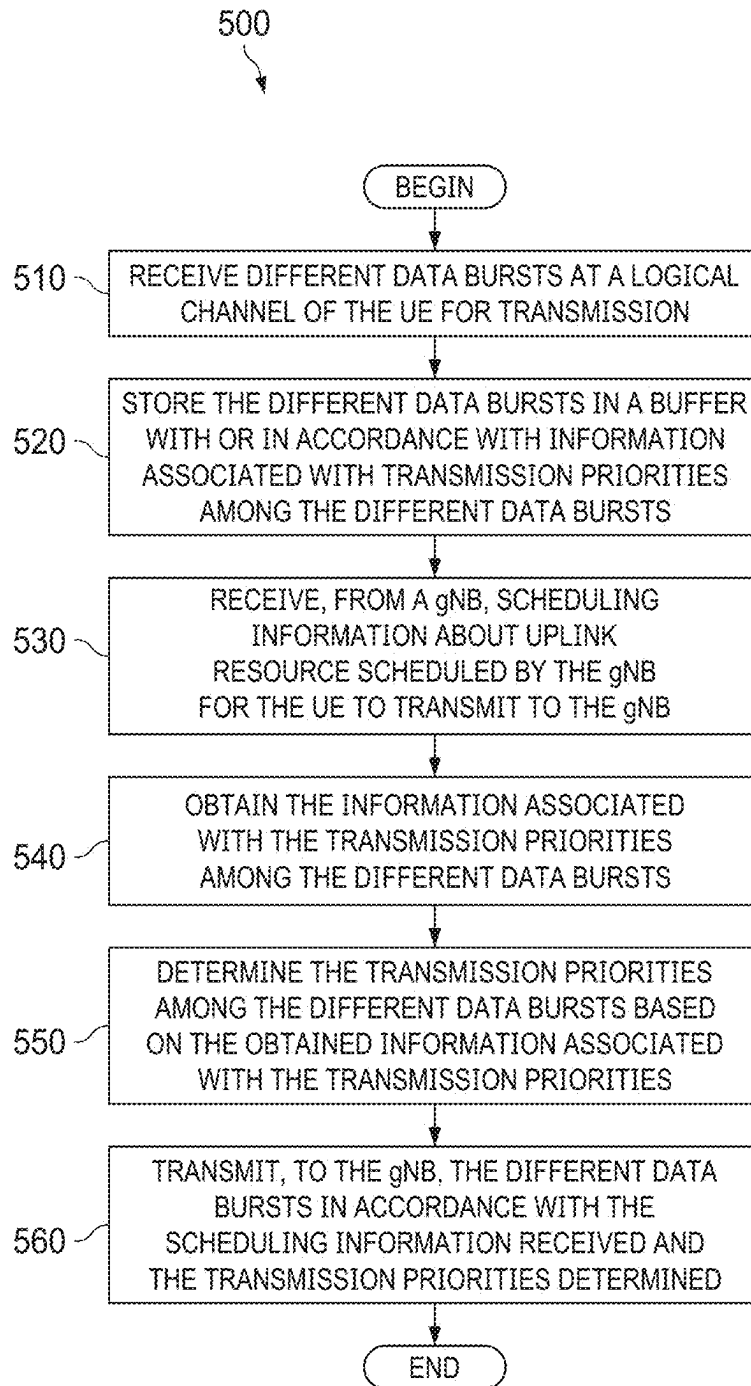 500
BEGIN
510
RECEIVE DIFFERENT DATA BURSTS AT A LOGICAL
CHANNEL OF THE UE FOR TRANSMISSION
520
STORE THE DIFFERENT DATA BURSTS IN A BUFFER
WITH OR IN ACCORDANCE WITH INFORMATION
ASSOCIATED WITH TRANSMISSION PRIORITIES
AMONG THE DIFFERENT DATA BURSTS
530
RECEIVE, FROM A gNB, SCHEDULING
INFORMATION ABOUT UPLINK
RESOURCE SCHEDULED BY THE gNB
FOR THE UE TO TRANSMIT TO THE gNB
540
OBTAIN THE INFORMATION ASSOCIATED
WITH THE TRANSMISSION PRIORITIES
AMONG THE DIFFERENT DATA BURSTS
550
DETERMINE THE TRANSMISSION PRIORITIES
AMONG THE DIFFERENT DATA BURSTS BASED
ON THE OBTAINED INFORMATION ASSOCIATED
WITH THE TRANSMISSION PRIORITIES
560
TRANSMIT, TO THE gNB, THE DIFFERENT DATA
BURSTS IN ACCORDANCE WITH THE
SCHEDULING INFORMATION RECEIVED AND
THE TRANSMISSION PRIORITIES DETERMINED
END